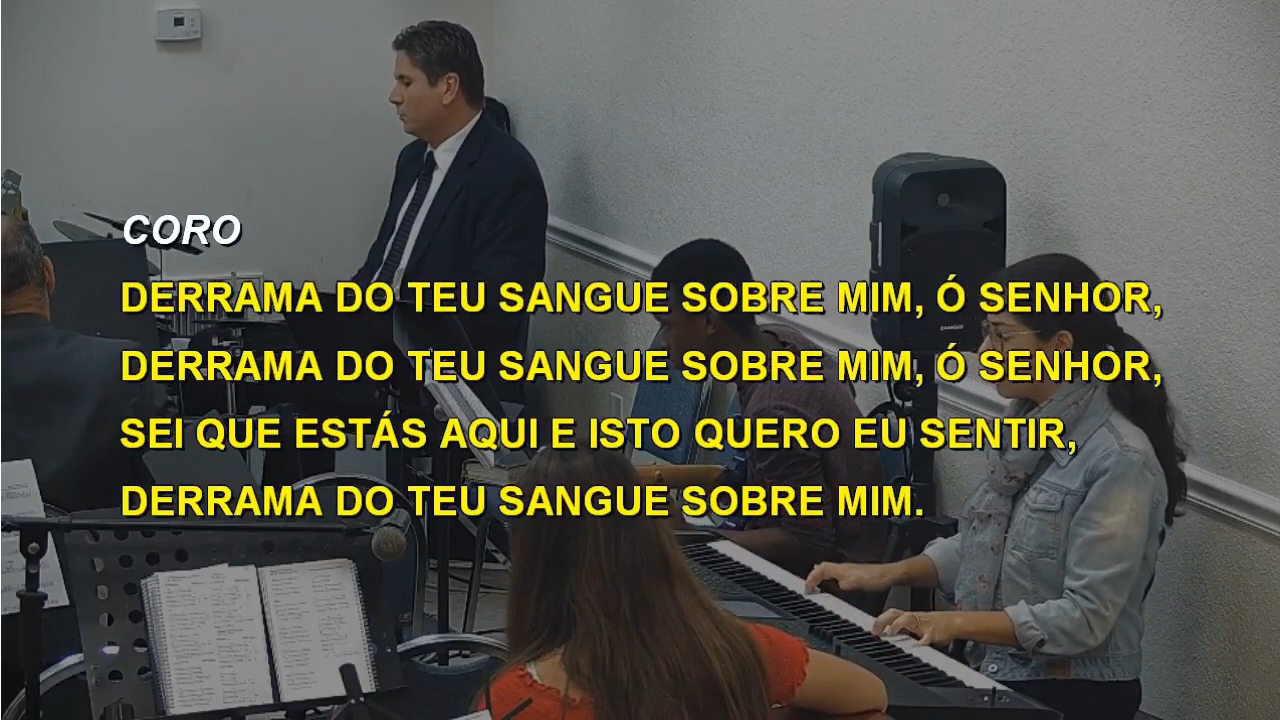 CORO
DERRAMA DO TEU SANGUE SOBRE MIM, Ó SENHOR,
DERRAMA DO TEU SANGUE SOBRE MIM, Ó SENHOR,
SEI QUE ESTÁS AQUI E ISTO QUERO EU SENTIR,
DERRAMA DO TEU SANGUE SOBRE MIM.